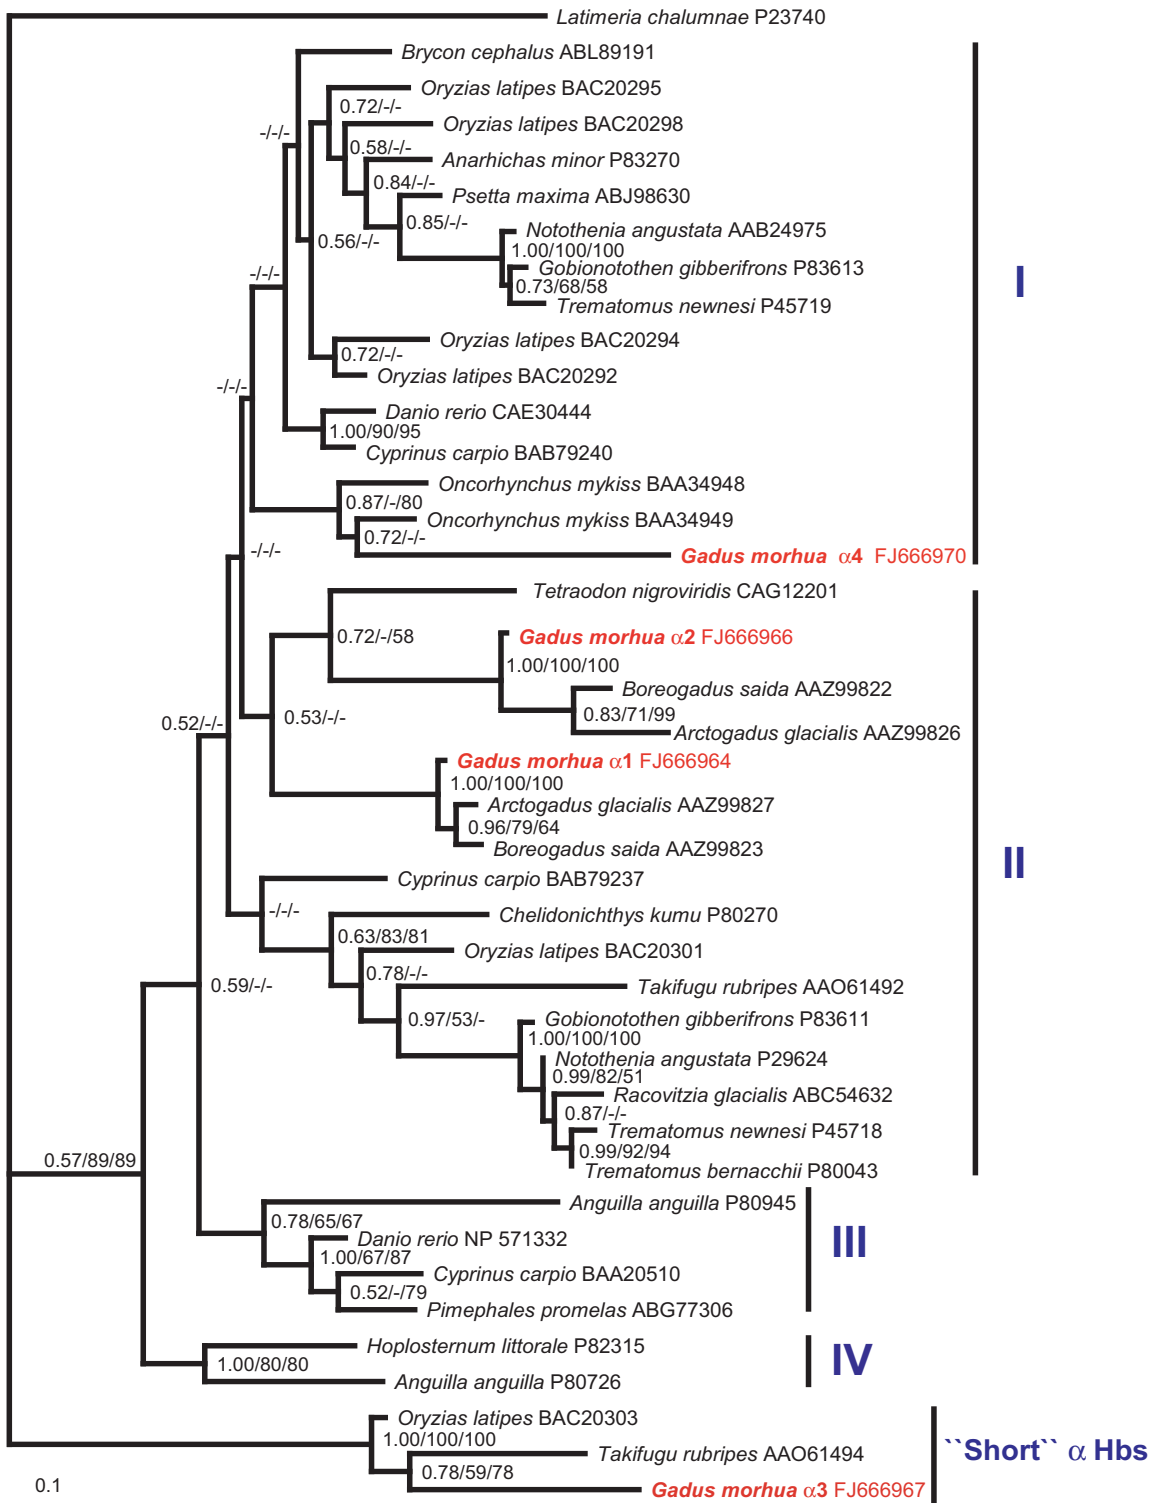 Latimeria chalumnae P23740
Brycon cephalus ABL89191
Oryzias latipes BAC20295
0.72/-/-
Oryzias latipes BAC20298
-/-/-
0.58/-/-
Anarhichas minor P83270
0.84/-/-
Psetta maxima ABJ98630
0.85/-/-
Notothenia angustata AAB24975
0.56/-/-
1.00/100/100
Gobionotothen gibberifrons P83613
-/-/-
0.73/68/58
I
Trematomus newnesi P45719
Oryzias latipes BAC20294
0.72/-/-
Oryzias latipes BAC20292
-/-/-
Danio rerio CAE30444
1.00/90/95
Cyprinus carpio BAB79240
Oncorhynchus mykiss BAA34948
0.87/-/80
Oncorhynchus mykiss BAA34949
0.72/-/-
-/-/-
Gadus morhua α4 FJ666970
Tetraodon nigroviridis CAG12201
0.72/-/58
Gadus morhua α2 FJ666966
1.00/100/100
Boreogadus saida AAZ99822
0.83/71/99
0.53/-/-
0.52/-/-
Arctogadus glacialis AAZ99826
Gadus morhua α1 FJ666964
1.00/100/100
Arctogadus glacialis AAZ99827
0.96/79/64
Boreogadus saida AAZ99823
II
Cyprinus carpio BAB79237
-/-/-
Chelidonichthys kumu P80270
0.63/83/81
Oryzias latipes BAC20301
0.78/-/-
0.59/-/-
Takifugu rubripes AAO61492
0.97/53/-
Gobionotothen gibberifrons P83611
1.00/100/100
Notothenia angustata P29624
0.99/82/51
Racovitzia glacialis ABC54632
0.87/-/-
Trematomus newnesi P45718
0.99/92/94
0.57/89/89
Trematomus bernacchii P80043
Anguilla anguilla P80945
0.78/65/67
Danio rerio NP 571332
III
1.00/67/87
Cyprinus carpio BAA20510
0.52/-/79
Pimephales promelas ABG77306
Hoplosternum littorale P82315
IV
1.00/80/80
Anguilla anguilla P80726
Oryzias latipes BAC20303
1.00/100/100
Takifugu rubripes AAO61494
``Short`` α Hbs
0.78/59/78
0.1
Gadus morhua α3 FJ666967